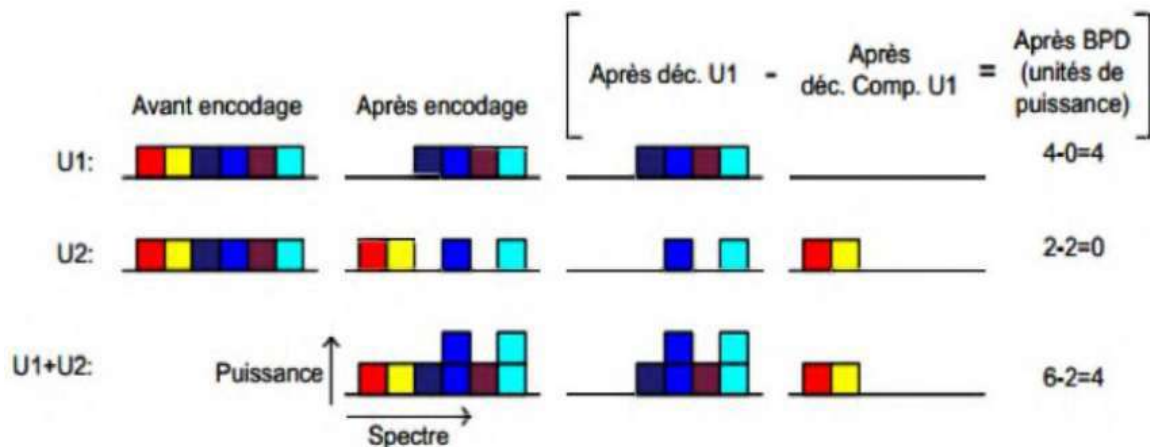 Après déc. U1 - Après déc. Comp. U1 = Après BPD (unités de puissance)
Avant encodage Après encodage
U1: 4-0=4
U2: 2-2=0
U1+U2: 6-2=4
Puissance
Spectre